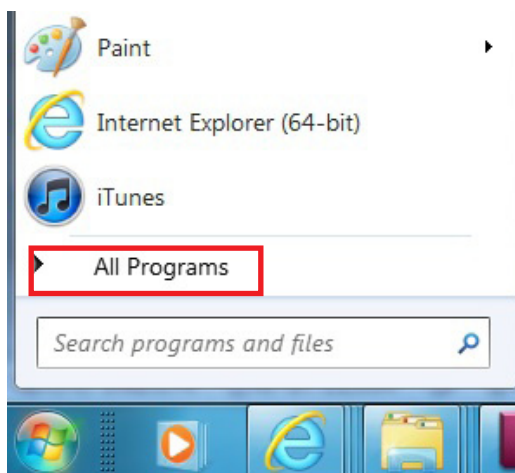 Paint
Internet Explorer (64-bit)
iTunes
All Programs
Search programs and files